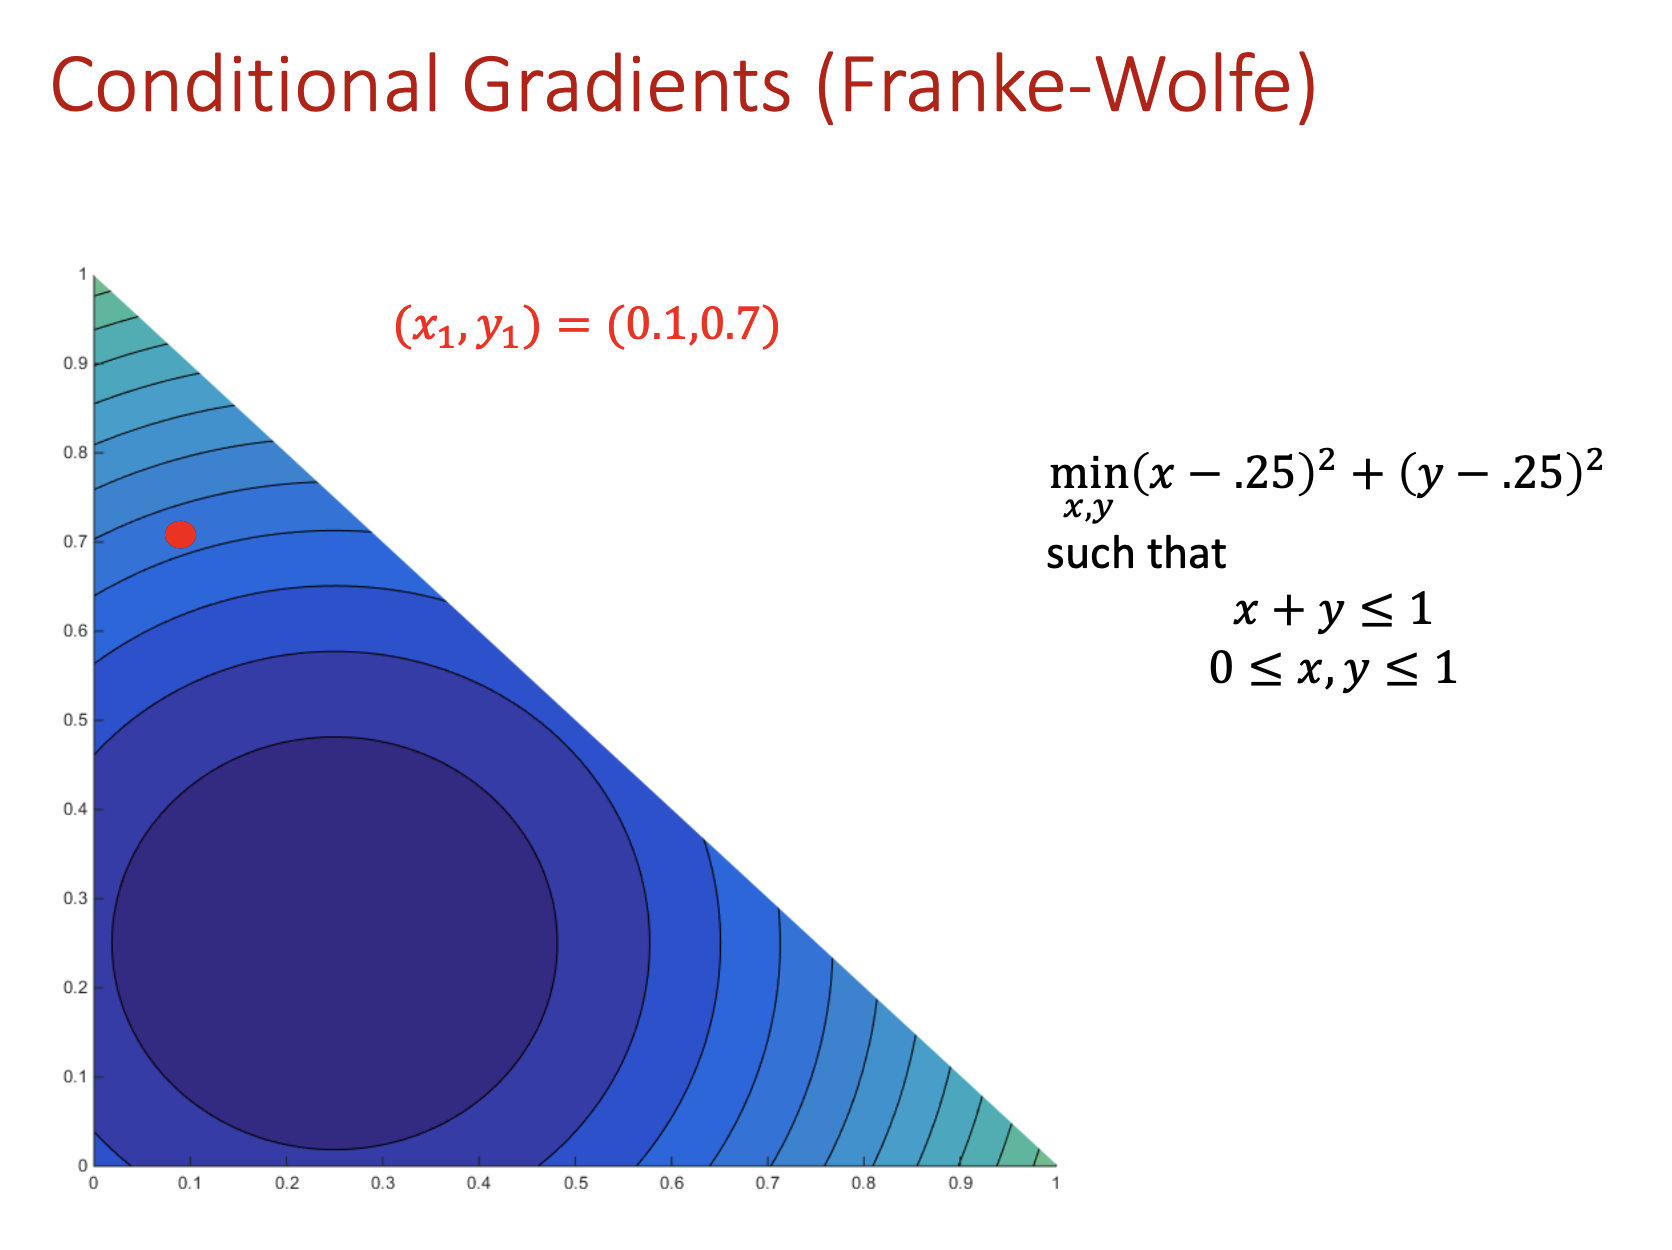 Conditional Gradients (Franke-Wolfe)
(x₁, y₁) = (0.1,0.7)
min(x − .25)² + (y − .25)²
x,y
such that
x + y ≤ 1
0 ≤ x, y ≤ 1
1
0.9
0.8
0.7
0.6
0.5
0.4
0.3
0.2
0.1
0
0 0.1 0.2 0.3 0.4 0.5 0.6 0.7 0.8 0.9 1